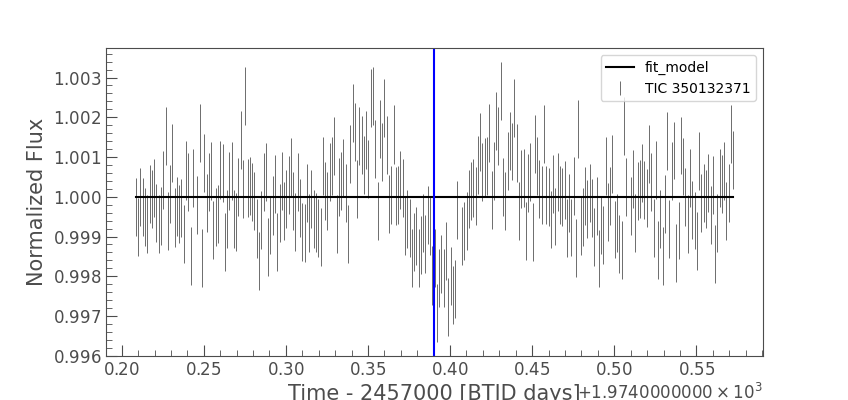 fit_model
TIC 350132371
Normalized Flux
1.003
1.002
1.001
1.000
0.999
0.998
0.997
0.996
0.20 0.25 0.30 0.35 0.40 0.45 0.50 0.55
+1.9740000000 × 10³
Time - 2457000 [BTJD days]